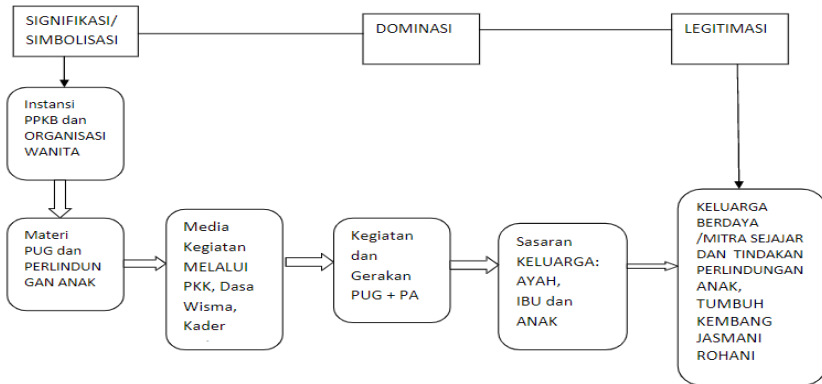 SIGNIFIKASI/
SIMBOLISASI
DOMINASI
LEGITIMASI
Instansi
PPKB dan
ORGANISASI
WANITA
Materi
PUG dan
PERLINDUN
GAN ANAK
Media
Kegiatan
MELALUI
PKK, Dasa
Wisma,
Kader
Kegiatan
dan
Gerakan
PUG + PA
Sasaran
KELUARGA:
AYAH,
IBU dan
ANAK
KELUARGA
BERDAYA
/MITRA SEJAJAR
DAN TINDAKAN
PERLINDUNGAN
ANAK,
TUMBUH
KEMBANG
JASMANI
ROHANI